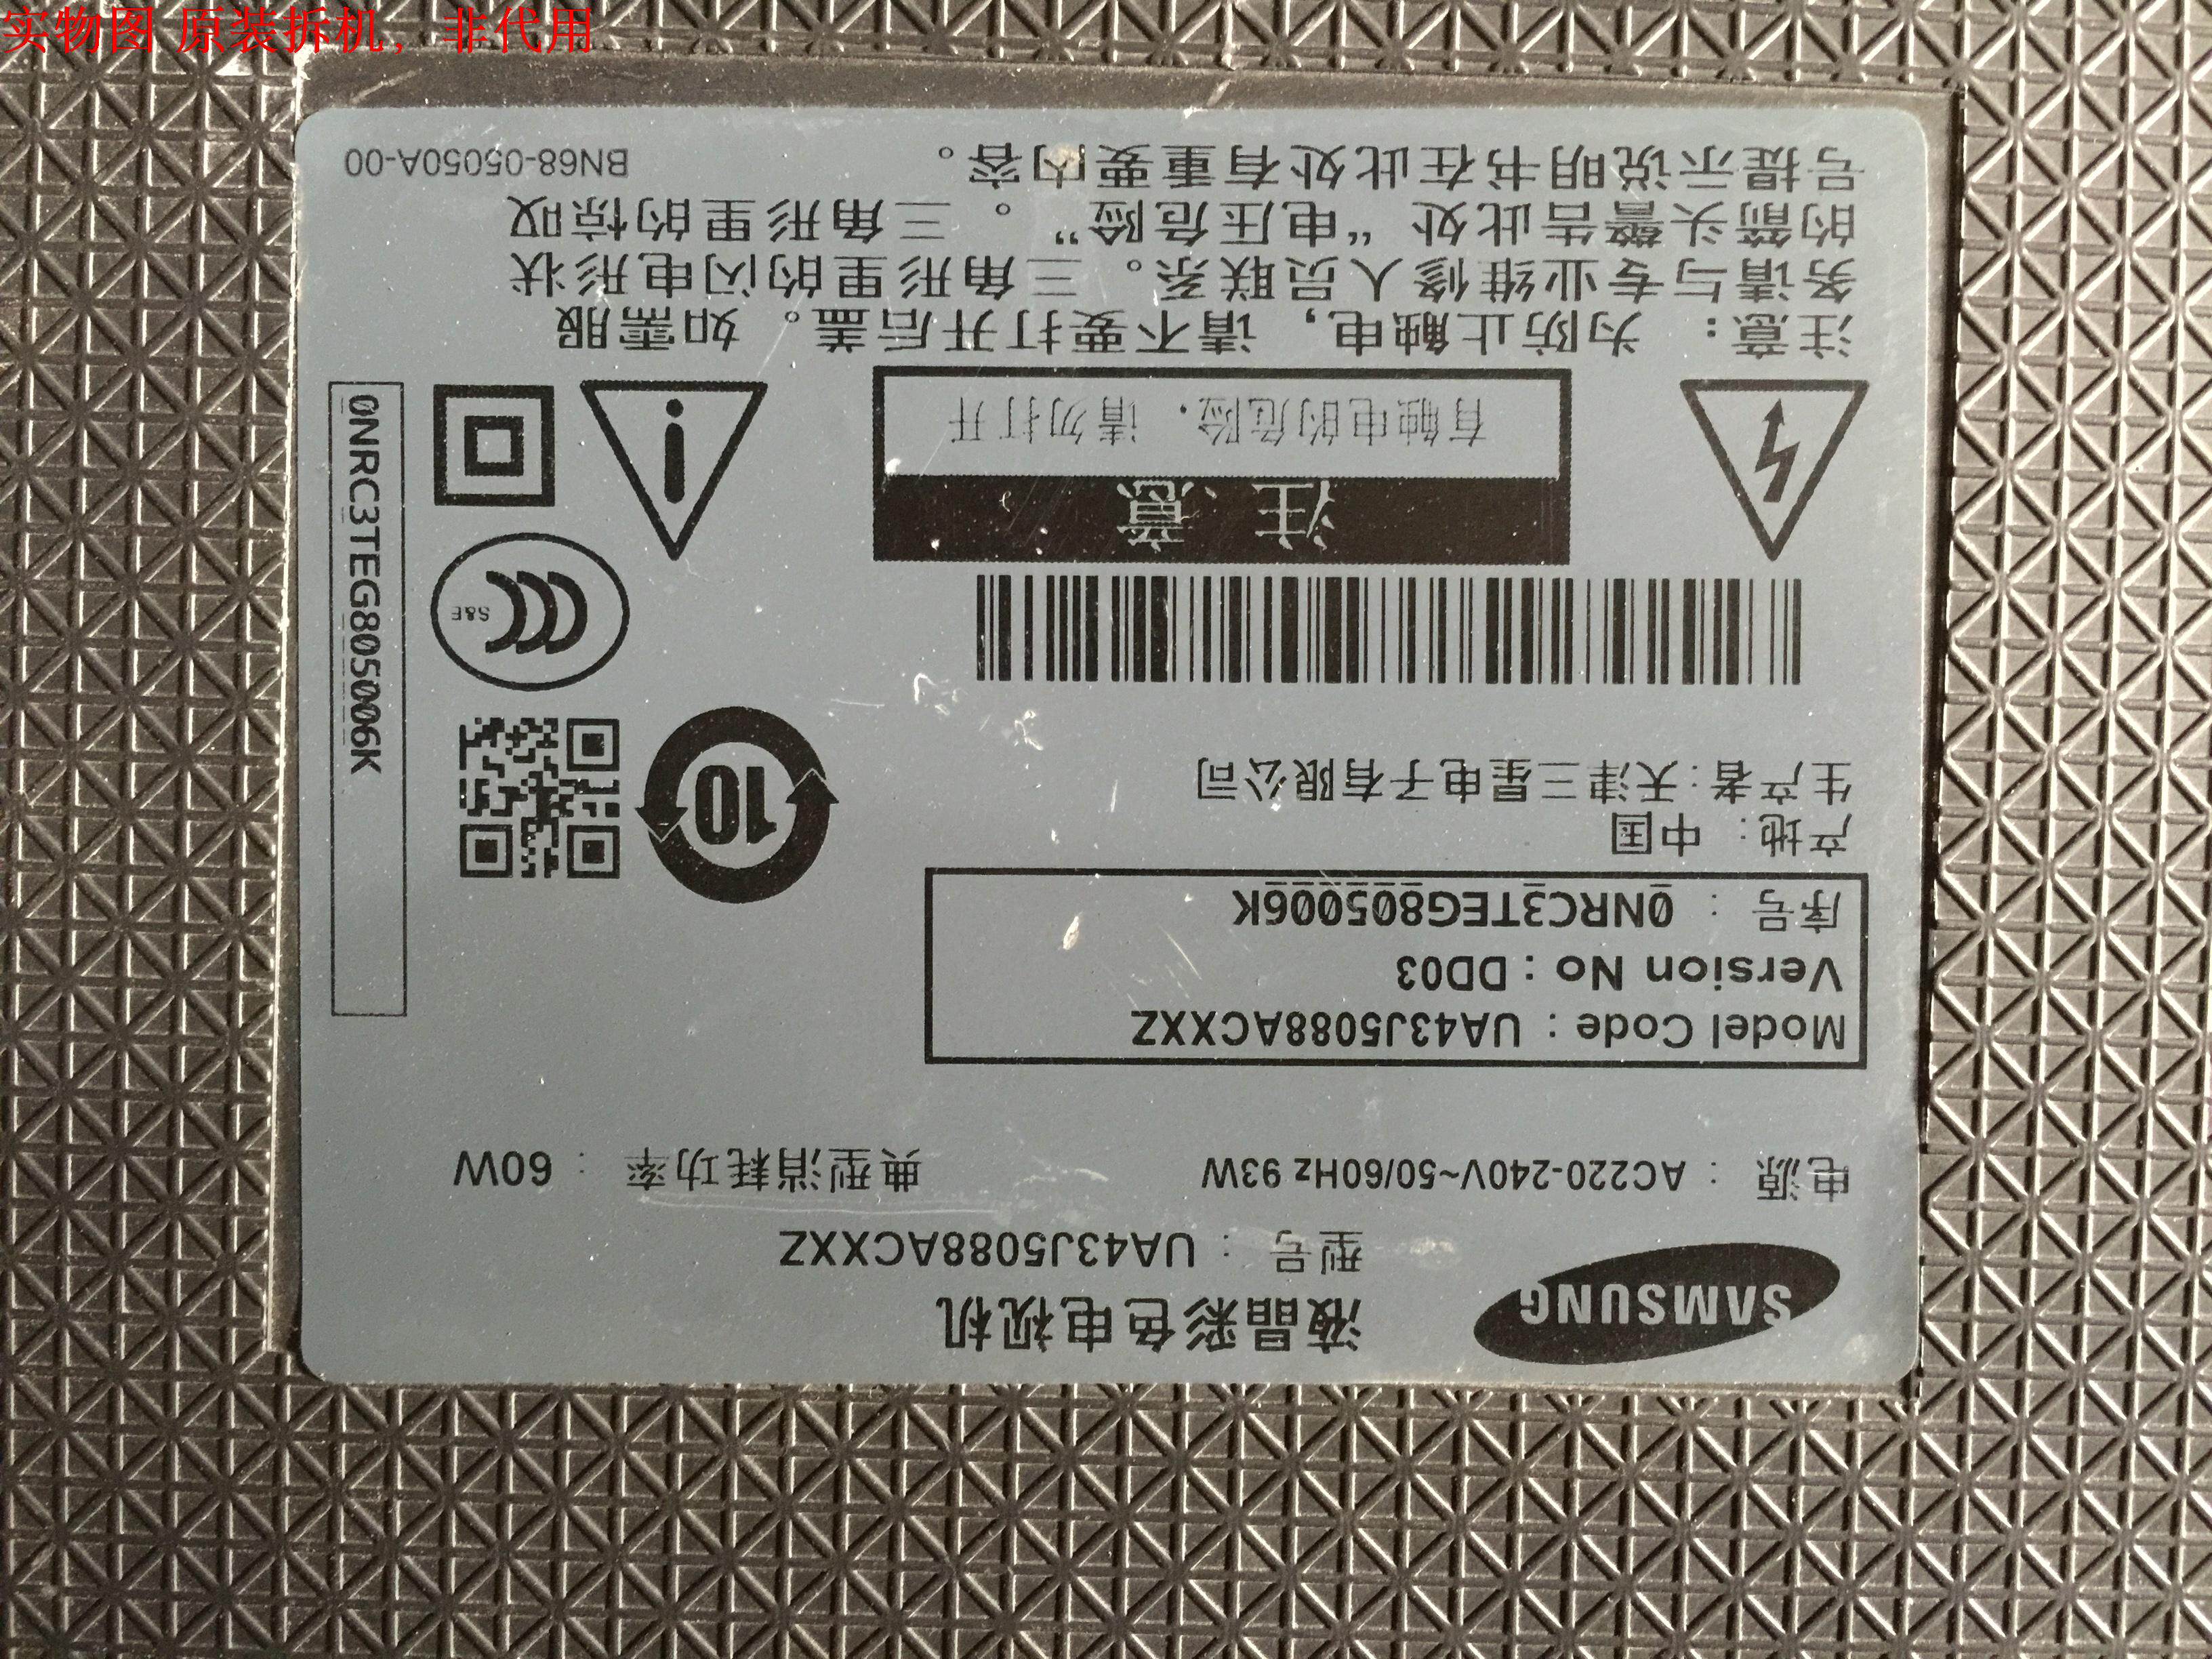 实物图 原装拆机，非代用
SAMSUNG
液晶彩色电视机
型号 : UA43J5088ACXXZ
电源 : AC220-240V~50/60Hz 93W
典型消耗功率 : 60W
Model Code : UA43J5088ACXXZ
Version No : DD03
序号 : 0NRC3TEG805006K
产地: 中国
生产者:天津三星电子有限公司
10
S&E
0NRC3TEG805006K
注 意
有触电的危险. 请勿打开
i
注意: 为防止触电, 请不要打开后盖。如需服
务请与专业维修人员联系。三角形里的闪电形状
的箭头警告此处“电压危险”。三角形里的惊叹
号提示说明书在此处有重要内容。
BN68-05050A-00